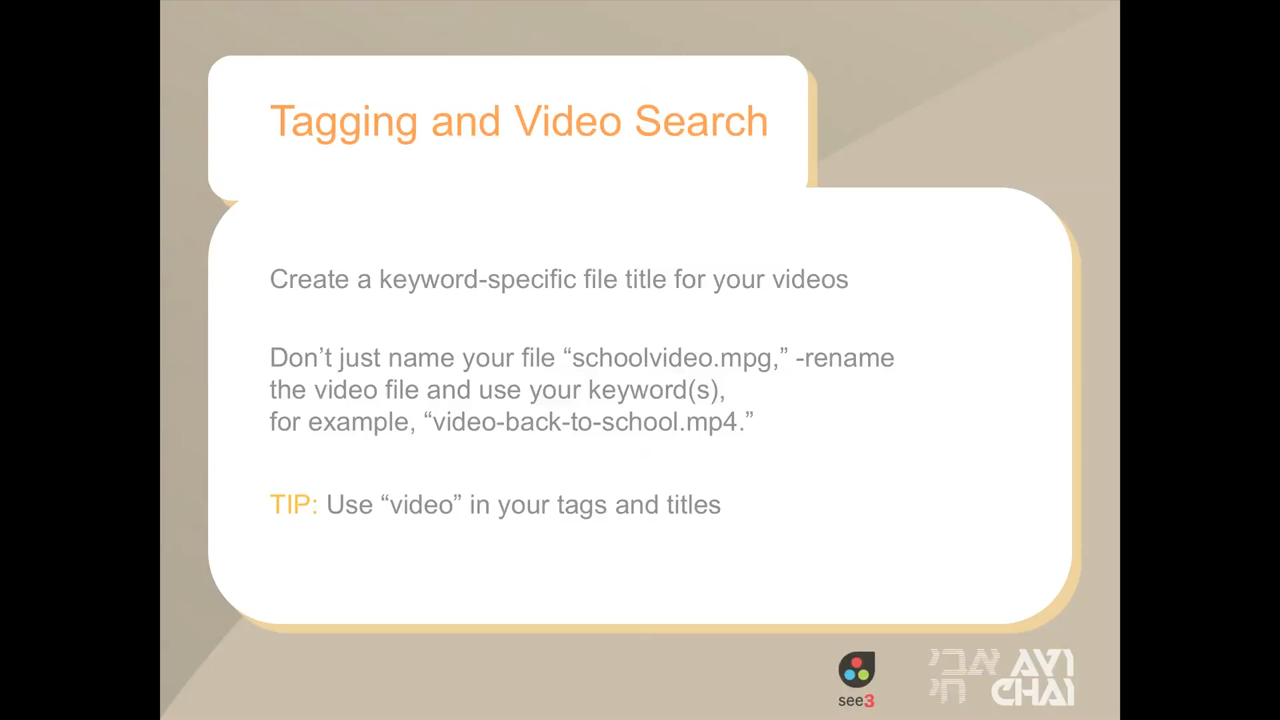 Tagging and Video Search
Create a keyword-specific file title for your videos
Don’t just name your file “schoolvideo.mpg,” -rename
the video file and use your keyword(s),
for example, “video-back-to-school.mp4.”
TIP: Use “video” in your tags and titles
see3
אבי AVI
חי CHAI